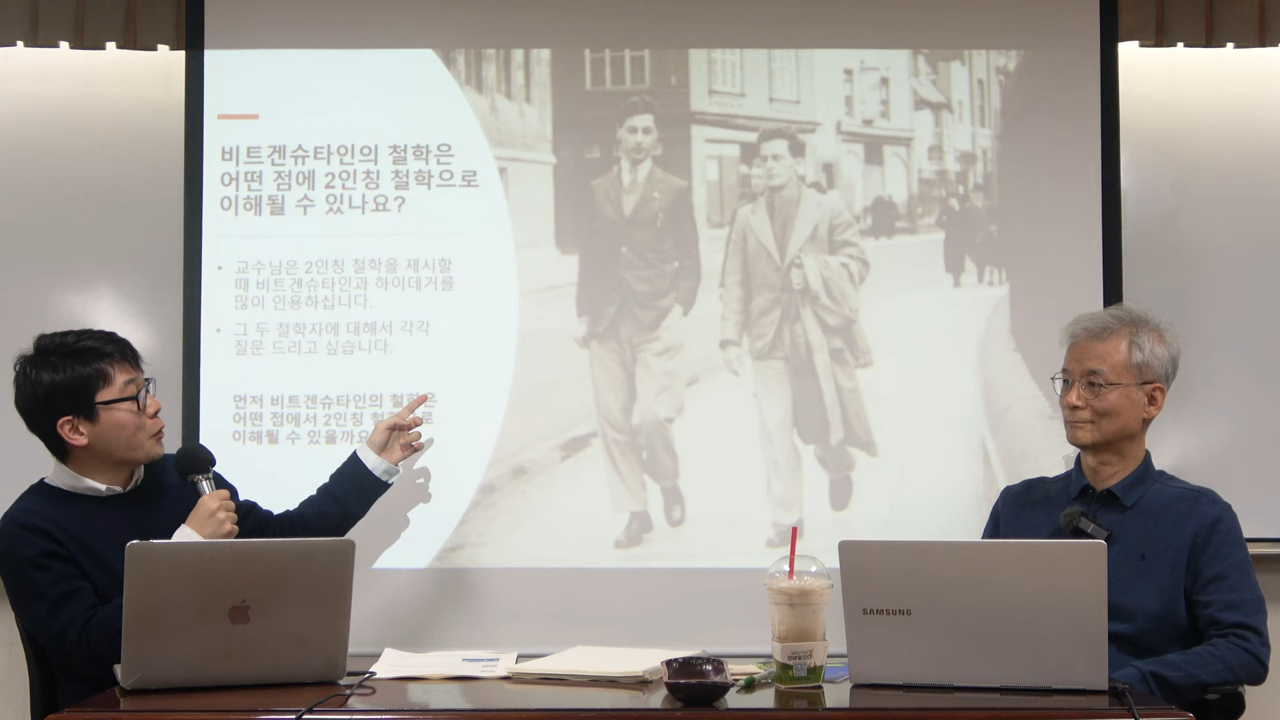 비트겐슈타인의 철학은
어떤 점에 2인칭 철학으로
이해될 수 있나요?
• 교수님은 2인칭 철학을 제시할
때 비트겐슈타인과 하이데거를
많이 인용하십니다.
• 그 두 철학자에 대해서 각각
질문 드리고 싶습니다.
먼저 비트겐슈타인의 철학은
어떤 점에서 2인칭 로
이해될 수 있을까요
SAMSUNG